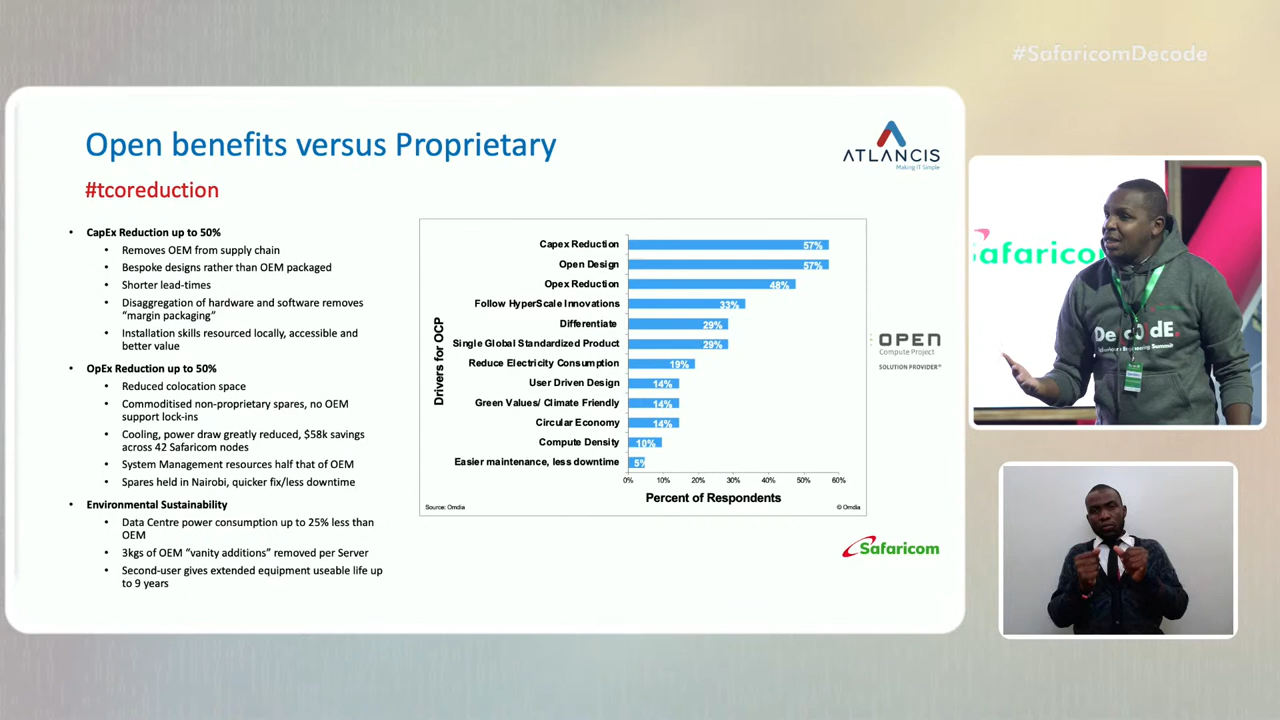 #SafaricomDecode
Open benefits versus Proprietary
#tcoreduction
ATLANCIS
Making IT Simple
• CapEx Reduction up to 50%
• Removes OEM from supply chain
• Bespoke designs rather than OEM packaged
• Shorter lead-times
• Disaggregation of hardware and software removes
“margin packaging”
• Installation skills resourced locally, accessible and
better value
• OpEx Reduction up to 50%
• Reduced colocation space
• Commoditised non-proprietary spares, no OEM
support lock-ins
• Cooling, power draw greatly reduced, $58k savings
across 42 Safaricom nodes
• System Management resources half that of OEM
• Spares held in Nairobi, quicker fix/less downtime
• Environmental Sustainability
• Data Centre power consumption up to 25% less than
OEM
• 3kgs of OEM “vanity additions” removed per Server
• Second-user gives extended equipment useable life up
to 9 years
Drivers for OCP
Capex Reduction 57%
Open Design 57%
Opex Reduction 48%
Follow HyperScale Innovations 33%
Differentiate 29%
Single Global Standardized Product 29%
Reduce Electricity Consumption 19%
User Driven Design 14%
Green Values/ Climate Friendly 14%
Circular Economy 14%
Compute Density 10%
Easier maintenance, less downtime 5%
0% 10% 20% 30% 40% 50% 60%
Percent of Respondents
Source: Omdia
© Omdia
OPEN
Compute Project
SOLUTION PROVIDER®
Safaricom
afaricom